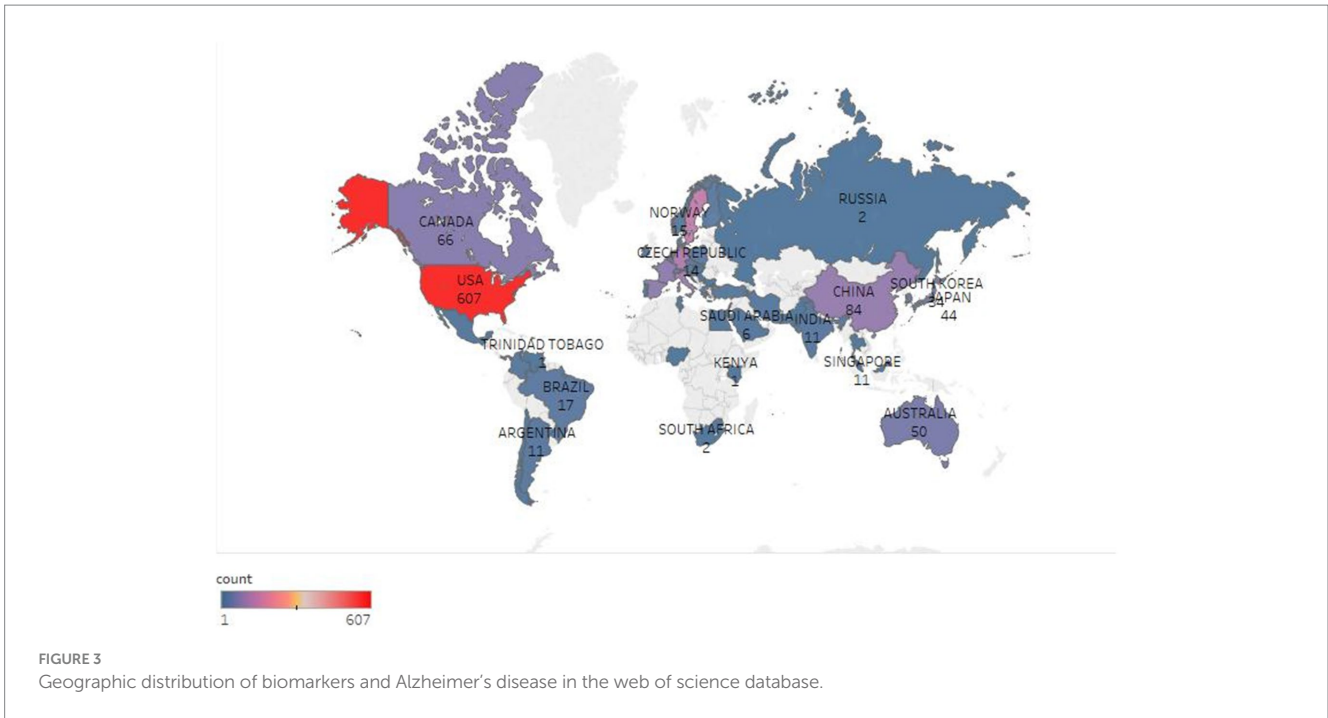 CANADA
66
USA
607
NORWAY
15
CZECH REPUBLIC
14
RUSSIA
2
CHINA
84
SOUTH KOREA
JAPAN
44
SAUDI ARABIA
6
INDIA
11
TRINIDAD TOBAGO
KENYA
1
SINGAPORE
11
BRAZIL
17
ARGENTINA
11
SOUTH AFRICA
2
AUSTRALIA
50
count
1
607
FIGURE 3
Geographic distribution of biomarkers and Alzheimer's disease in the web of science database.